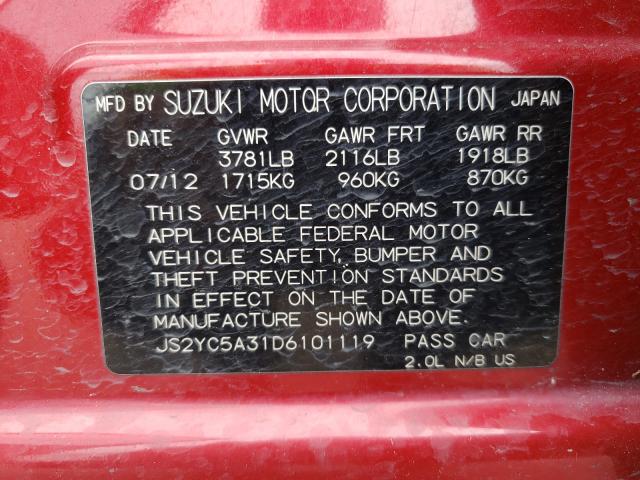 MFD BY SUZUKI MOTOR CORPORATION JAPAN
DATE GVWR GAWR FRT GAWR RR
3781LB 2116LB 1918LB
07/12 1715KG 960KG 870KG
THIS VEHICLE CONFORMS TO ALL
APPLICABLE FEDERAL MOTOR
VEHICLE SAFETY, BUMPER AND
THEFT PREVENTION STANDARDS
IN EFFECT ON THE DATE OF
MANUFACTURE SHOWN ABOVE.
JS2YC5A31D6101119 PASS CAR
2.0L N/B US